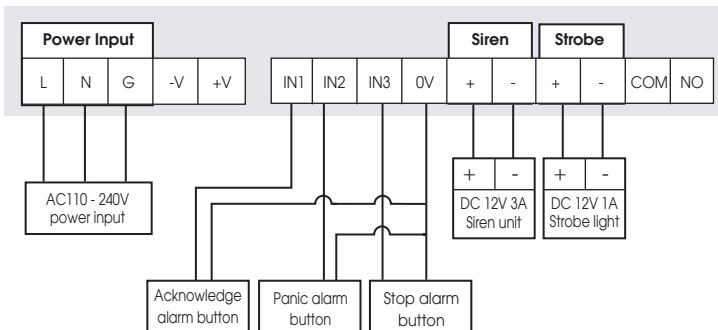 Power Input
Siren
Strobe
L N G -V +V
IN1 IN2 IN3 0V + - + - COM NO
+ -
DC 12V 3A
Siren unit
+ -
DC 12V 1A
Strobe light
AC110 - 240V
power input
Acknowledge
alarm button
Panic alarm
button
Stop alarm
button